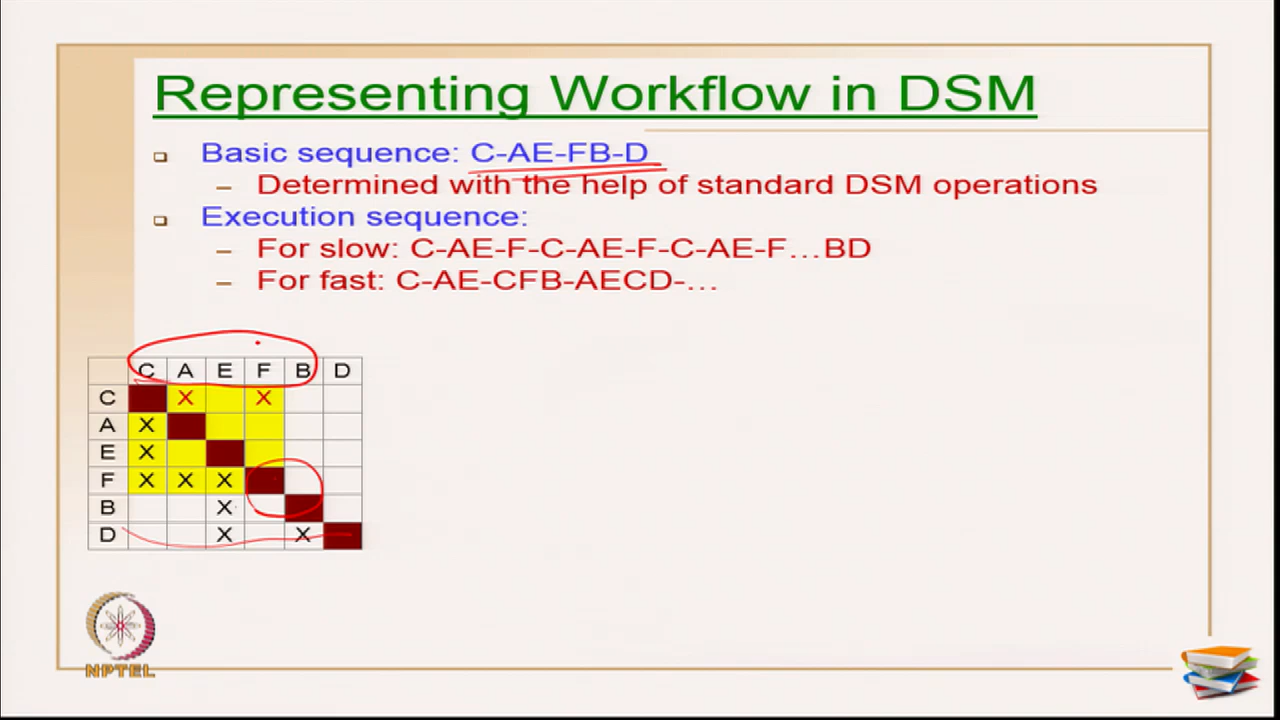 Representing Workflow in DSM
❑ Basic sequence: C-AE-FB-D
– Determined with the help of standard DSM operations
❑ Execution sequence:
– For slow: C-AE-F-C-AE-F-C-AE-F…BD
– For fast: C-AE-CFB-AECD-…
C A E F B D
C X X
A X
E X
F X X X
B X
D X X
NPTEL